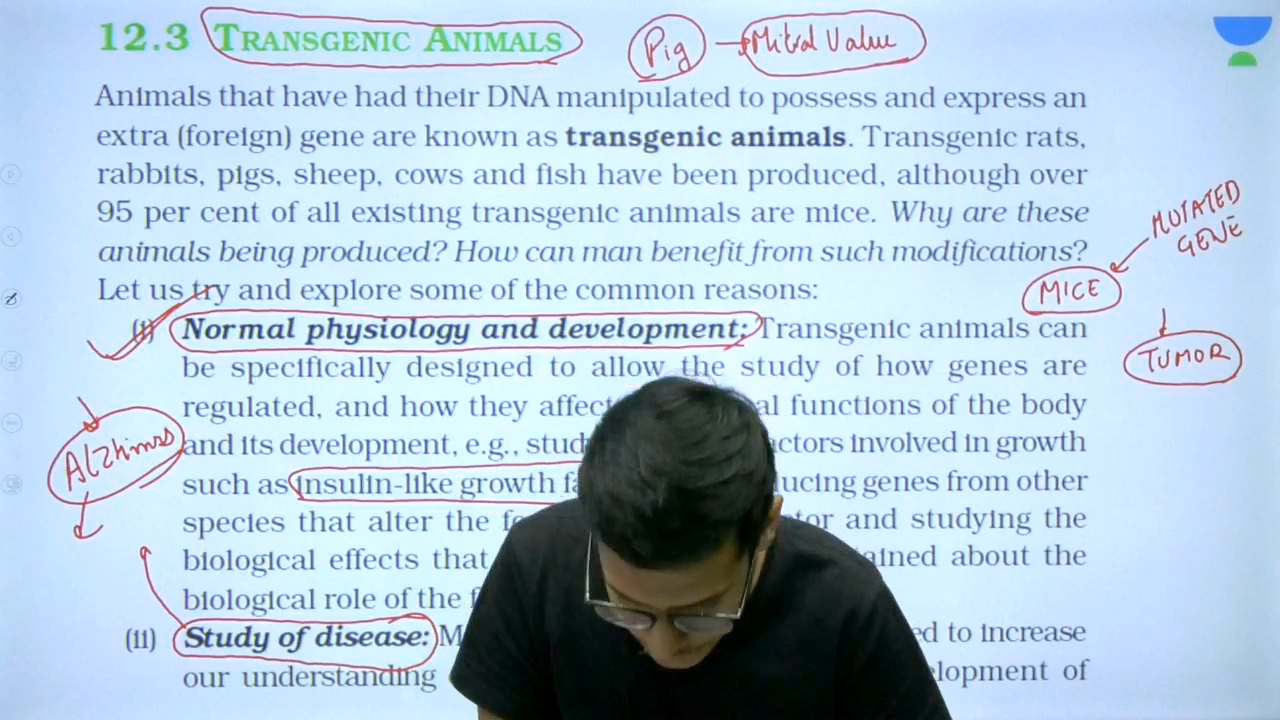 12.3 TRANSGENIC ANIMALS
Pig → Mitral Value
Animals that have had their DNA manipulated to possess and express an
extra (foreign) gene are known as transgenic animals. Transgenic rats,
rabbits, pigs, sheep, cows and fish have been produced, although over
95 per cent of all existing transgenic animals are mice. Why are these
animals being produced? How can man benefit from such modifications?
Let us try and explore some of the common reasons:
MUTATED
GENE
MICE
TUMOR
(i) Normal physiology and development: Transgenic animals can
be specifically designed to allow the study of how genes are
regulated, and how they affect al functions of the body
and its development, e.g., stud actors involved in growth
such as insulin-like growth fa ucing genes from other
species that alter the f tor and studying the
biological effects that ained about the
biological role of the f
Alzhimrs
(ii) Study of disease: M ed to increase
our understanding lopment of